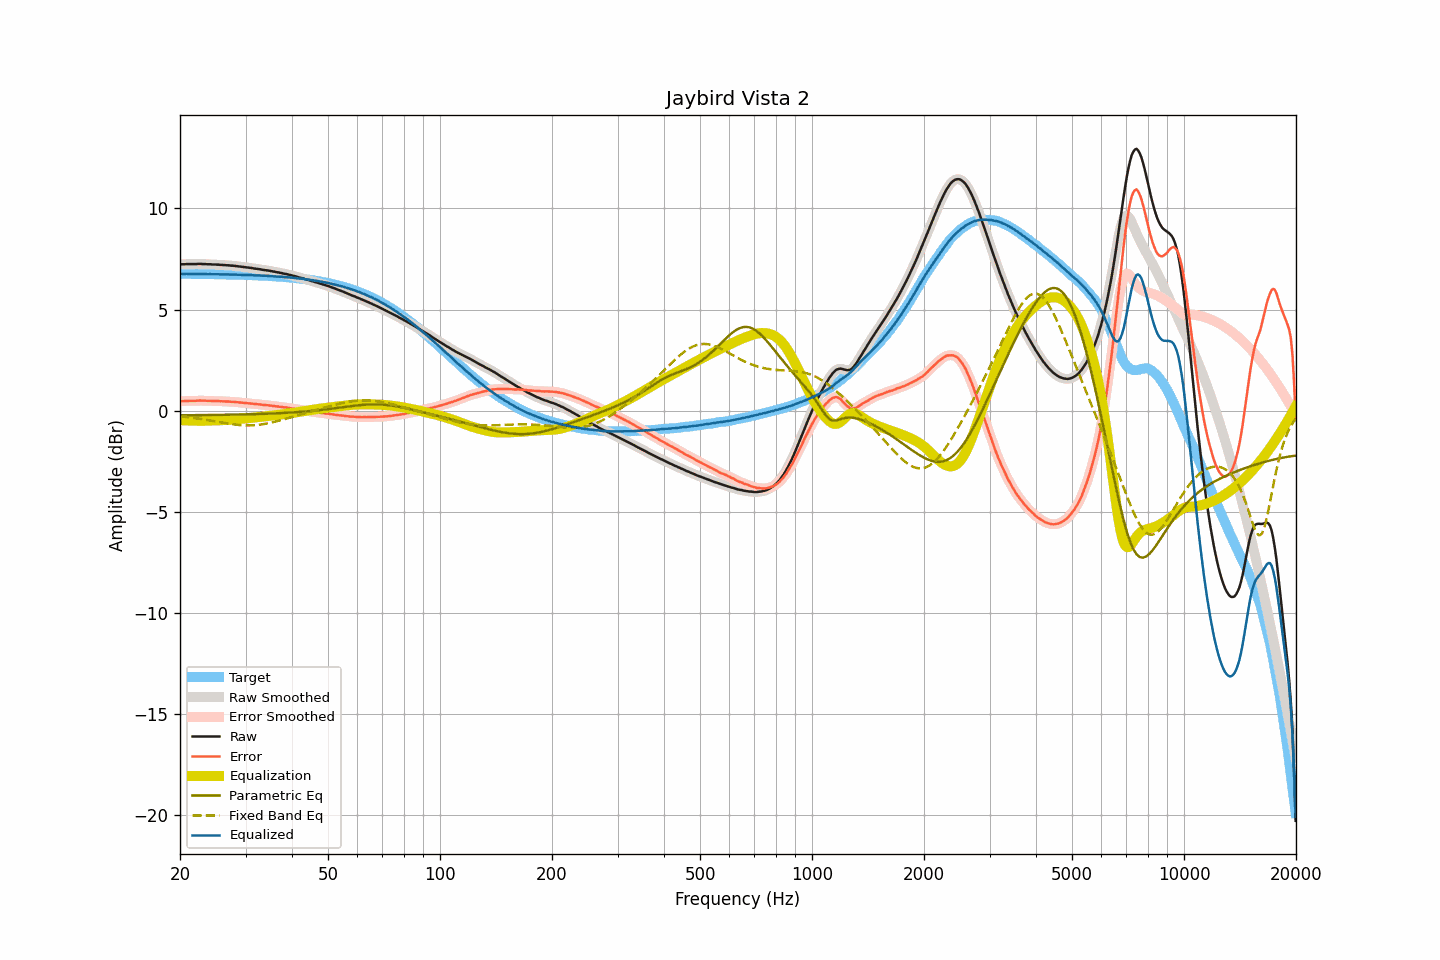 Jaybird Vista 2
10
5
0
−5
−10
−15
−20
Amplitude (dBr)
Target
Raw Smoothed
Error Smoothed
Raw
Error
Equalization
Parametric Eq
Fixed Band Eq
Equalized
20 50 100 200 500 1000 2000 5000 10000 20000
Frequency (Hz)